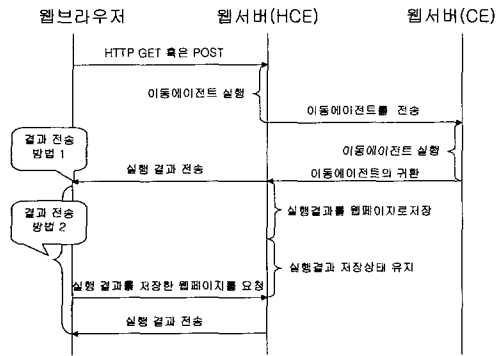 웹브라우저 웹서버(HCE) 웹서버(CE)
HTTP GET 혹은 POST
이동에이전트 실행
이동에이전트를 전송
결과 전송
방법 1
이동에이전트 실행
실행 결과 전송
이동에이전트의 귀환
결과 전송
방법 2
실행결과를 웹페이지로저장
실행결과 저장상태 유지
실행 결과를 저장한 웹페이지를 요청
실행 결과 전송